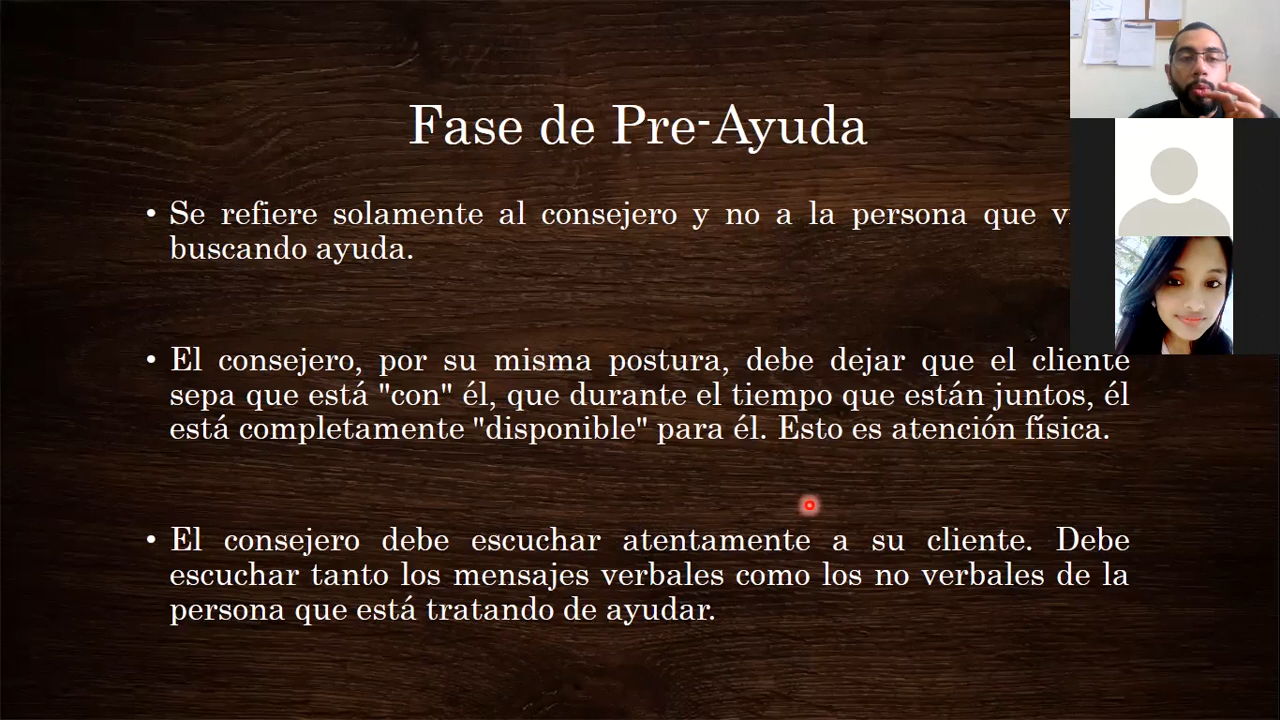 Fase de Pre-Ayuda
• Se refiere solamente al consejero y no a la persona que
buscando ayuda.
• El consejero, por su misma postura, debe dejar que el cliente
sepa que está "con" él, que durante el tiempo que están juntos, él
está completamente "disponible" para él. Esto es atención física.
• El consejero debe escuchar atentamente a su cliente. Debe
escuchar tanto los mensajes verbales como los no verbales de la
persona que está tratando de ayudar.